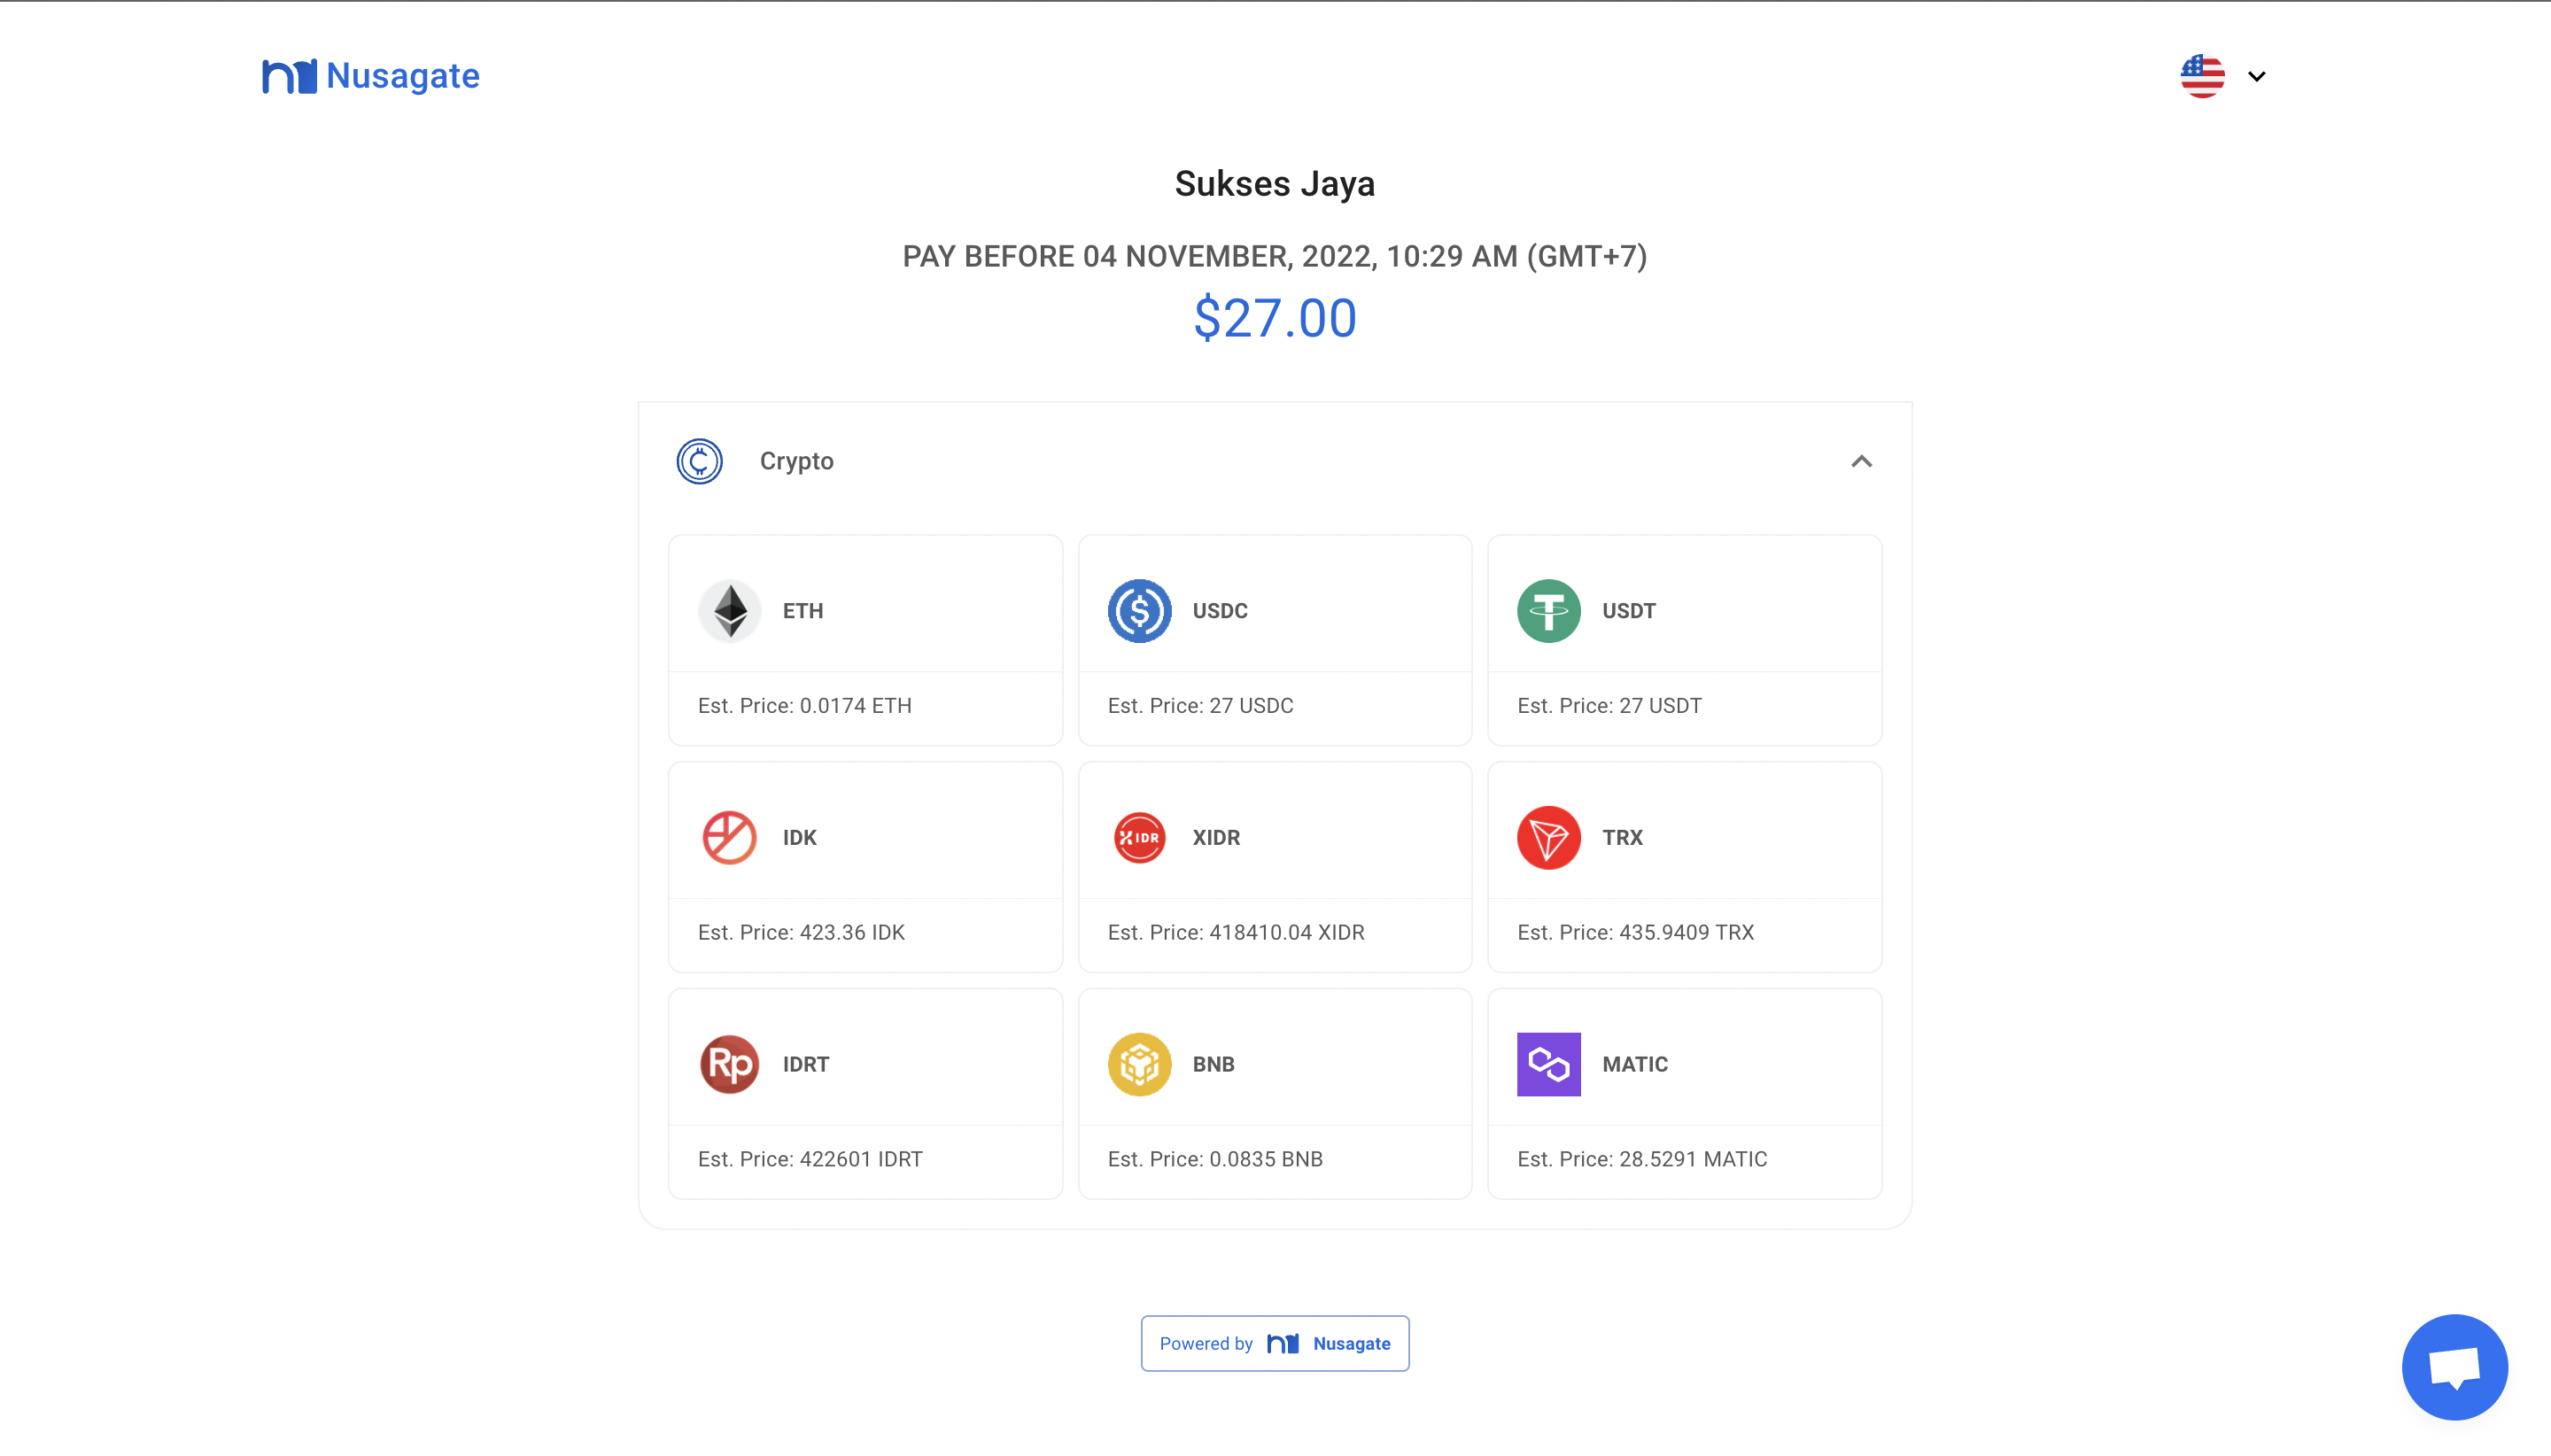 Nusagate
Sukses Jaya
PAY BEFORE 04 NOVEMBER, 2022, 10:29 AM (GMT+7)
$27.00
Crypto
ETH
Est. Price: 0.0174 ETH
USDC
Est. Price: 27 USDC
USDT
Est. Price: 27 USDT
IDK
Est. Price: 423.36 IDK
XIDR
XIDR
Est. Price: 418410.04 XIDR
TRX
Est. Price: 435.9409 TRX
Rp
IDRT
Est. Price: 422601 IDRT
BNB
Est. Price: 0.0835 BNB
MATIC
Est. Price: 28.5291 MATIC
Powered by Nusagate